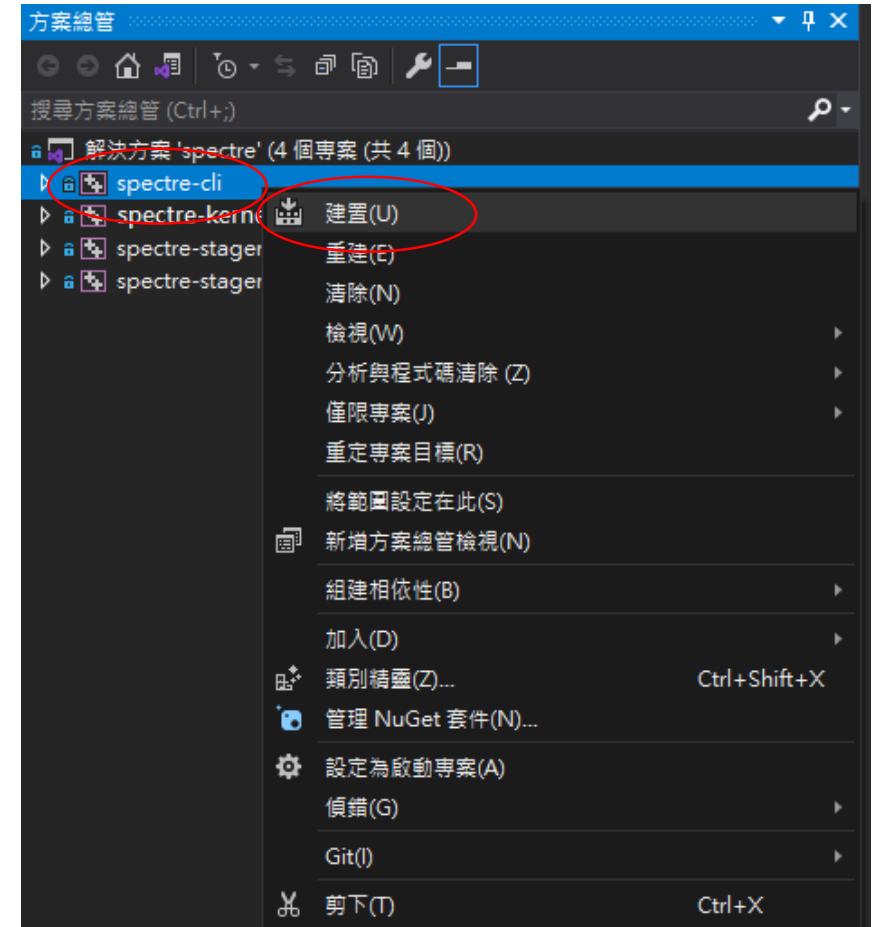 方案總管
搜尋方案總管 (Ctrl+;)
解決方案 'spectre' (4 個專案 (共 4 個))
spectre-cli
建置(U)
spectre-kerne
spectre-stager
重建(E)
spectre-stager
清除(N)
檢視(W)
分析與程式碼清除 (Z)
僅限專案(J)
重定專案目標(R)
將範圍設定在此(S)
新增方案總管檢視(N)
組建相依性(B)
加入(D)
類別精靈(Z)... Ctrl+Shift+X
管理 NuGet 套件(N)...
設定為啟動專案(A)
偵錯(G)
Git(I)
剪下(T) Ctrl+X